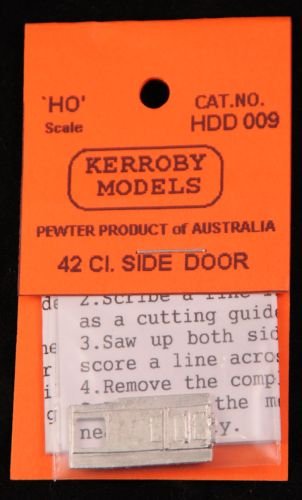 'HO'
Scale
CAT.NO.
HDD 009
KERROBY
MODELS
PEWTER PRODUCT of AUSTRALIA
42 Cl. SIDE DOOR
2.Scribe a line
as a cutting guide
3.Saw up both sid
score a line acros
4.Remove the comp
the m